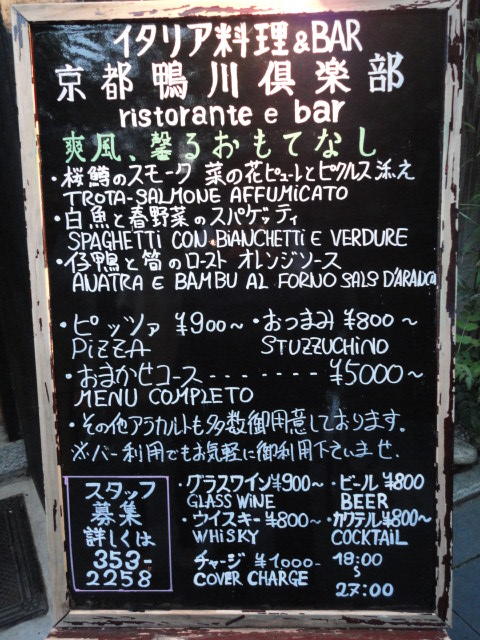 イタリア料理&BAR
京都鴨川倶楽部
ristorante e bar
爽風、馨るおもてなし
・桜鱒のスモーク 菜の花ピューレとピクルス添え
TROTA-SALMONE AFFUMiCATO
・白魚と春野菜のスパゲッティ
SPAGHETTi CON BiANCHETTi E VERDURE
・仔鴨と筍のロースト オレンジソース
ANATRA E BAMBU AL FORNO SALS D'ARANCIA
・ピッツァ ¥900～ ・おつまみ ¥800～
PiZZA STUZZUCHiNO
・おまかせコース - - - - - - - - ¥5000～
MENU COMPLETO
・その他アラカルトも多数御用意しております。
※バー利用でもお気軽に御利用下さいませ.
スタッフ
募集
詳しくは
353-
2258
・グラスワイン ¥900～ ・ビール ¥800
GLASS WiNE BEER
・ウイスキー ¥800～ ・カクテル ¥800～
WHiSKY COCKTAiL
チャージ ¥1000- 18:00
COVER CHARGE ～
27:00